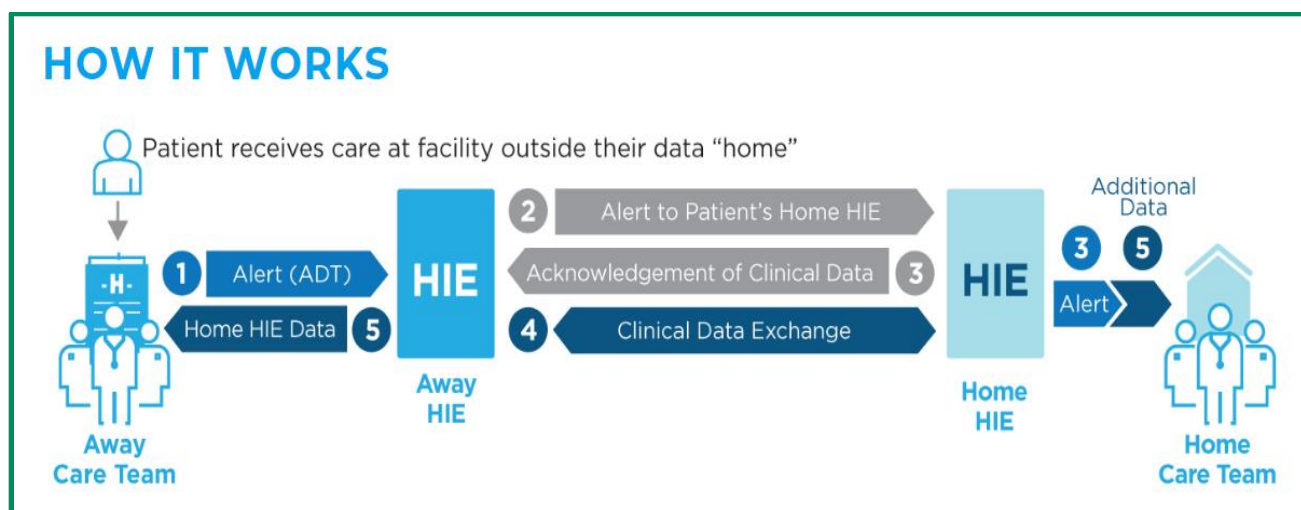 HOW IT WORKS
Patient receives care at facility outside their data “home”
-H-
1 Alert (ADT)
Home HIE Data 5
HIE
Away
HIE
2 Alert to Patient’s Home HIE
Acknowledgement of Clinical Data 3
4 Clinical Data Exchange
HIE
Home
HIE
Additional
Data
3 5
Alert
Away
Care Team
Home
Care Team